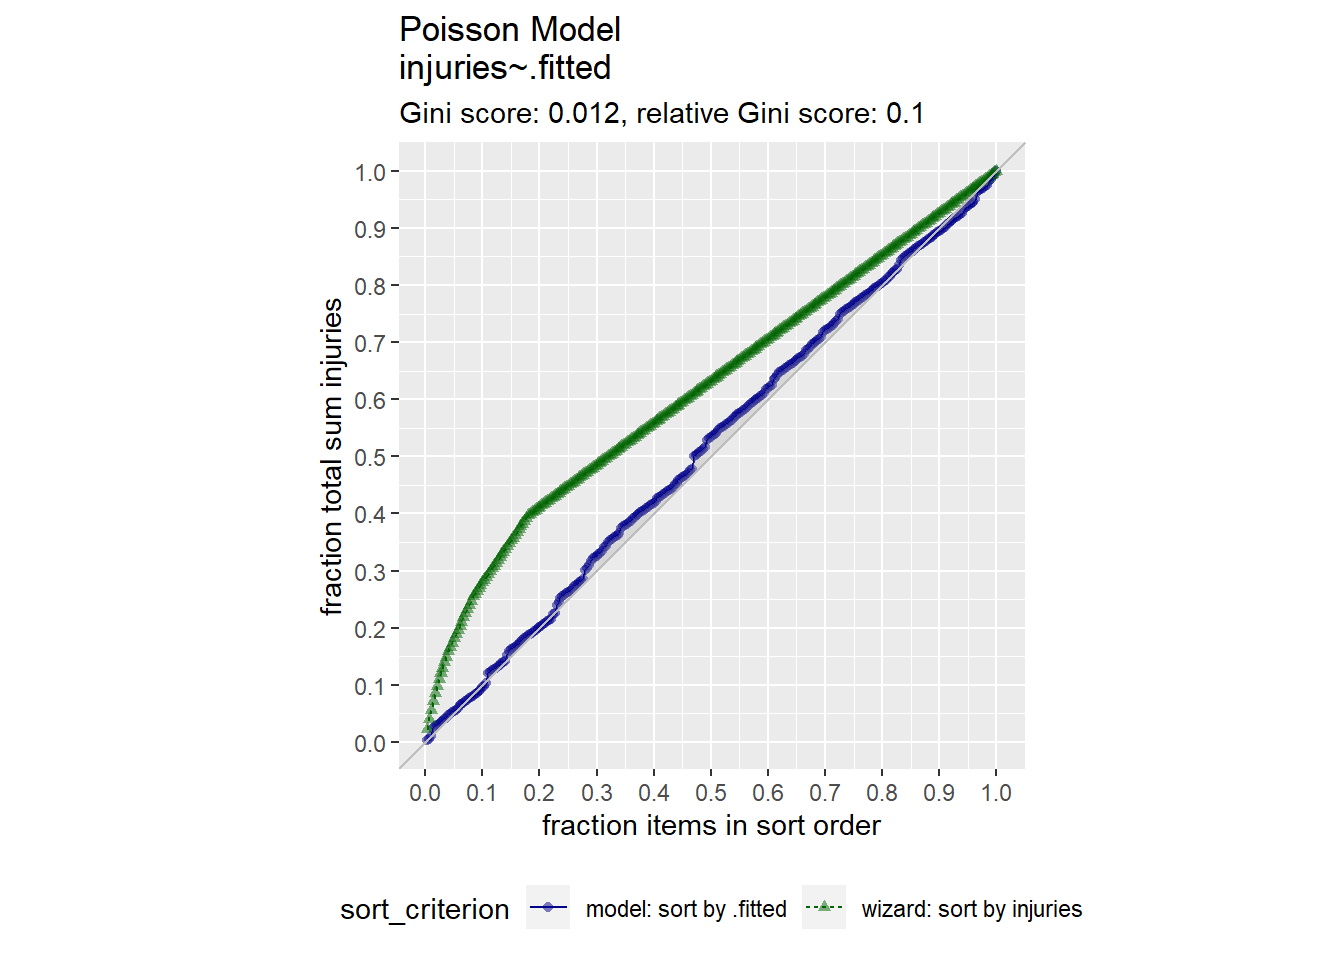 Poisson Model
injuries~.fitted
Gini score: 0.012, relative Gini score: 0.1
fraction total sum injuries
1.0
0.9
0.8
0.7
0.6
0.5
0.4
0.3
0.2
0.1
0.0
0.0 0.1 0.2 0.3 0.4 0.5 0.6 0.7 0.8 0.9 1.0
fraction items in sort order
sort_criterion model: sort by .fitted wizard: sort by injuries